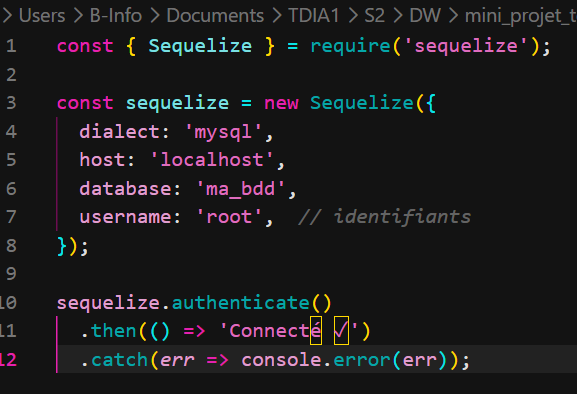 › Users › B-Info › Documents › TDIA1 › S2 › DW › mini_projet_t
1 const { Sequelize } = require('sequelize');
2
3 const sequelize = new Sequelize({
4   dialect: 'mysql',
5   host: 'localhost',
6   database: 'ma_bdd',
7   username: 'root',  // identifiants
8 });
9
10 sequelize.authenticate()
11   .then(() => 'Connecté ✓')
12   .catch(err => console.error(err));